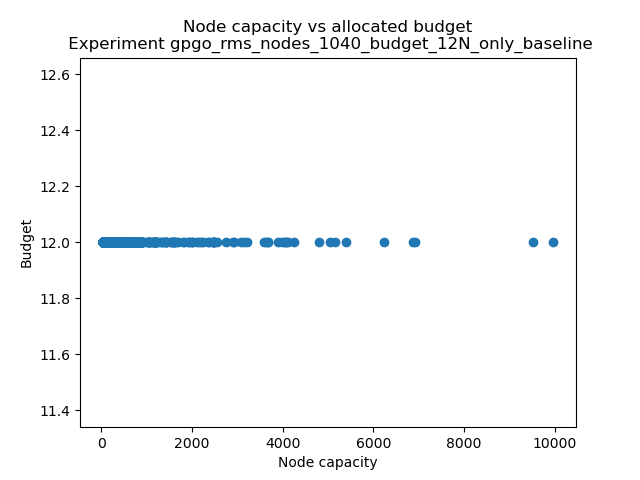 Node capacity vs allocated budget
Experiment gpgo_rms_nodes_1040_budget_12N_only_baseline
12.6
12.4
12.2
12.0
11.8
11.6
11.4
Budget
0 2000 4000 6000 8000 10000
Node capacity